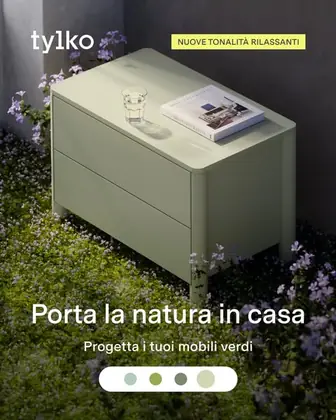 tylko
NUOVE TONALITÀ RILASSANTI
Porta la natura in casa
Progetta i tuoi mobili verdi